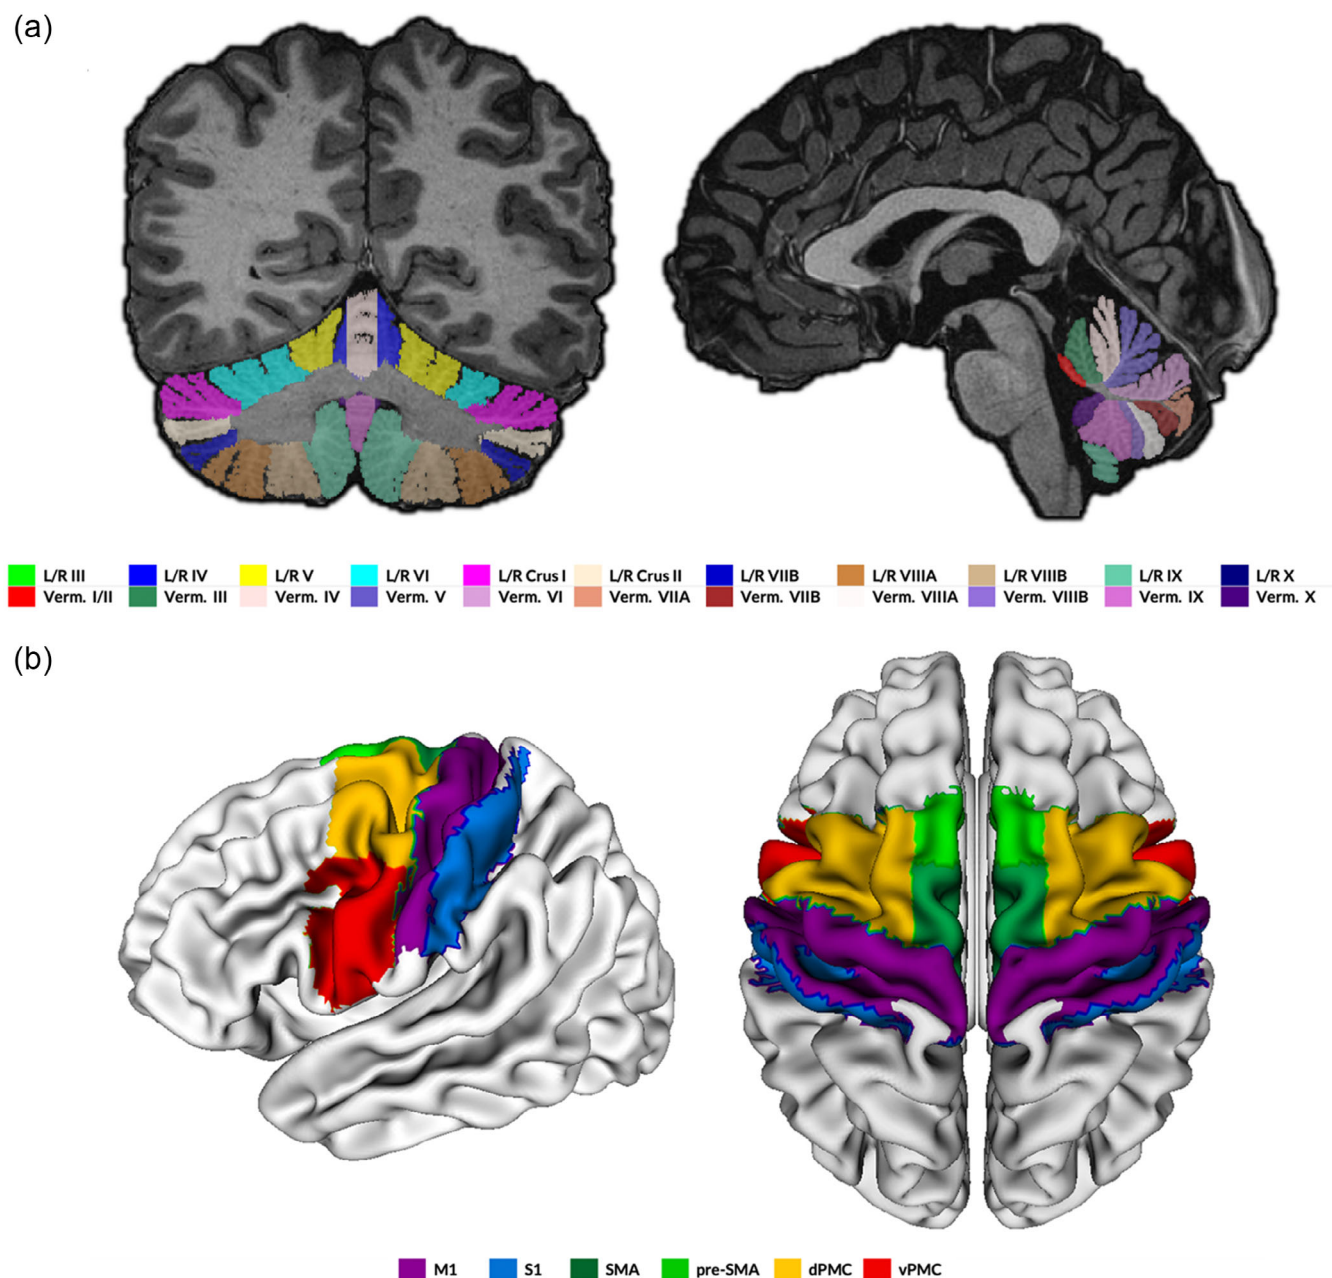 (a)
L/R III L/R IV L/R V L/R VI L/R Crus I L/R Crus II L/R VIIB L/R VIIIA L/R VIIIB L/R IX L/R X
Verm. I/II Verm. III Verm. IV Verm. V Verm. VI Verm. VIIA Verm. VIIB Verm. VIIIA Verm. VIIIB Verm. IX Verm. X
(b)
M1 S1 SMA pre-SMA dPMC vPMC